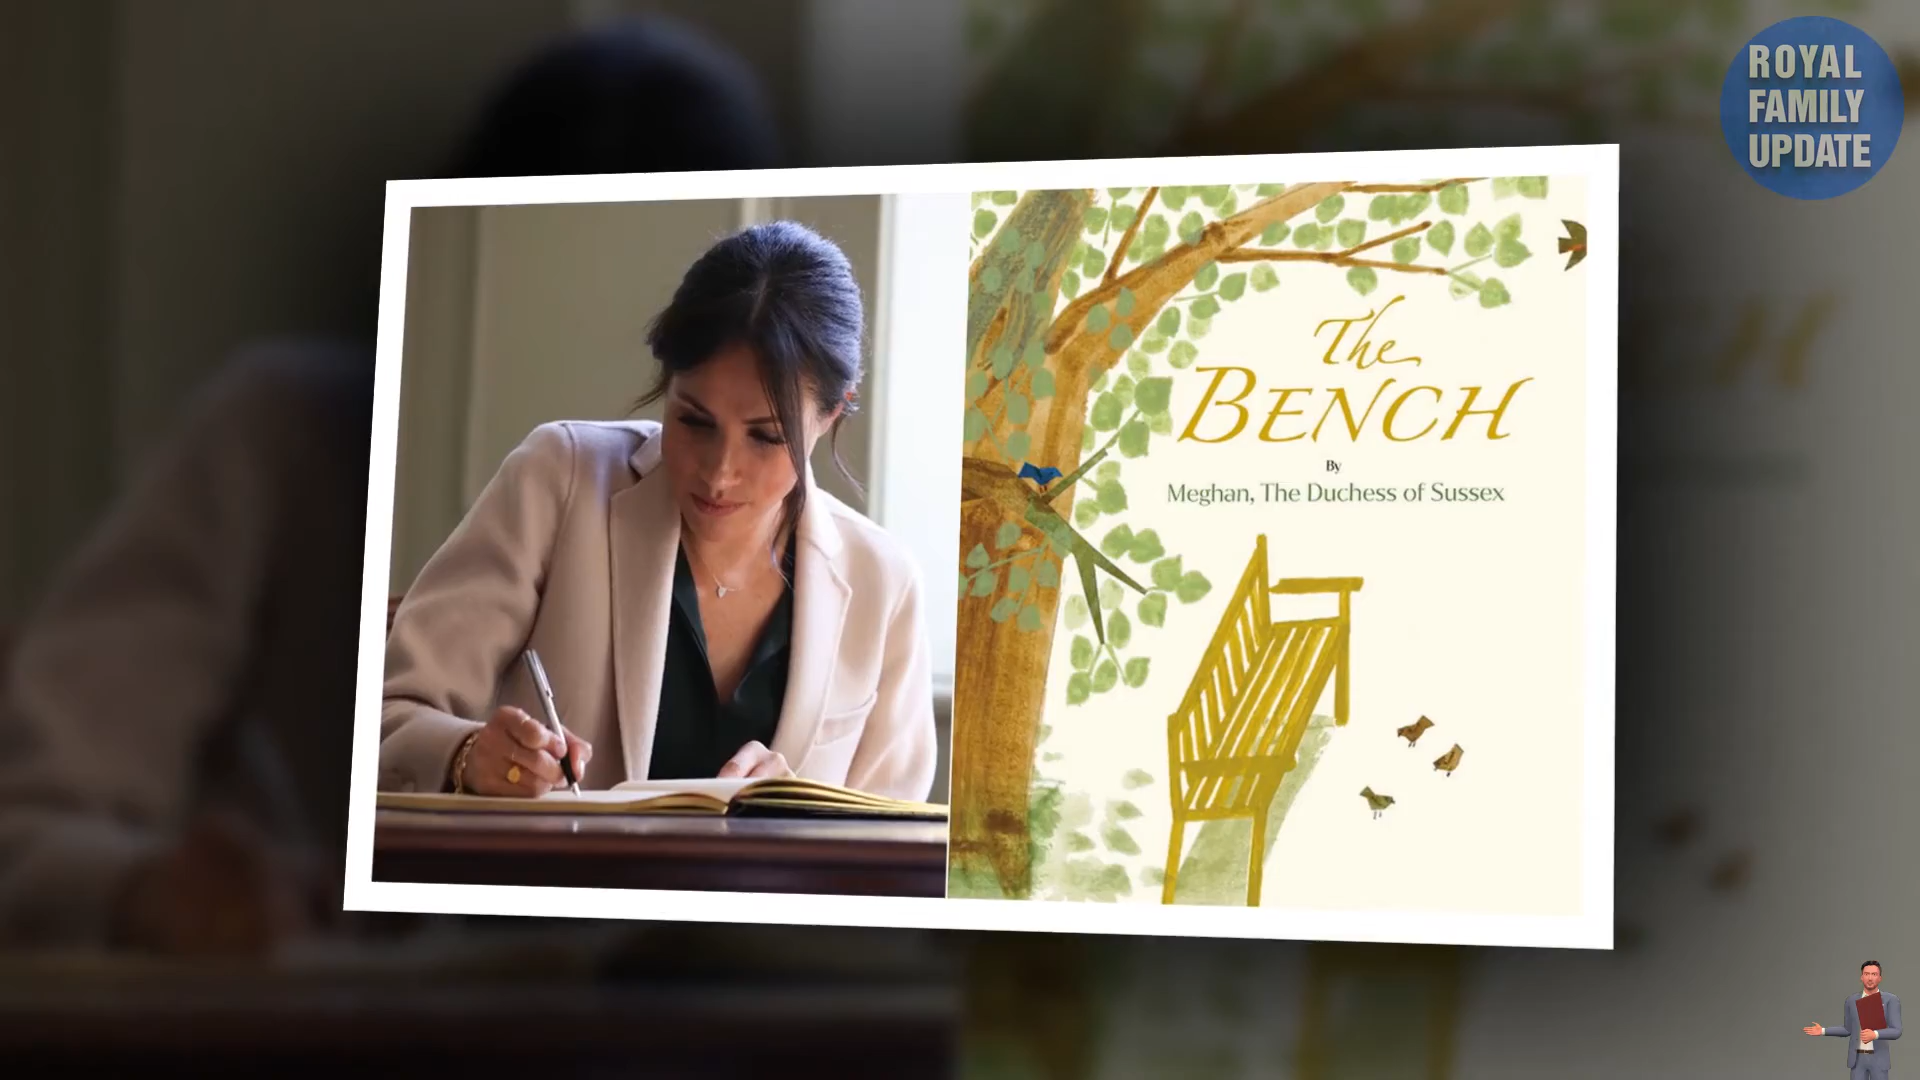 ROYAL
FAMILY
UPDATE
The
BENCH
By
Meghan, The Duchess of Sussex